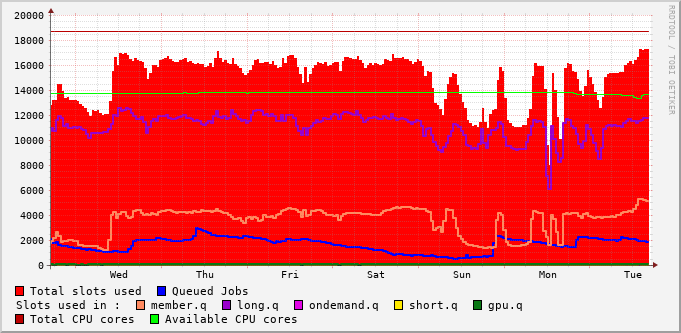 20000
18000
16000
14000
12000
10000
8000
6000
4000
2000
0
Wed Thu Fri Sat Sun Mon Tue
RRDTOOL / TOBI OETIKER
Total slots used Queued Jobs
Slots used in : member.q long.q ondemand.q short.q gpu.q
Total CPU cores Available CPU cores